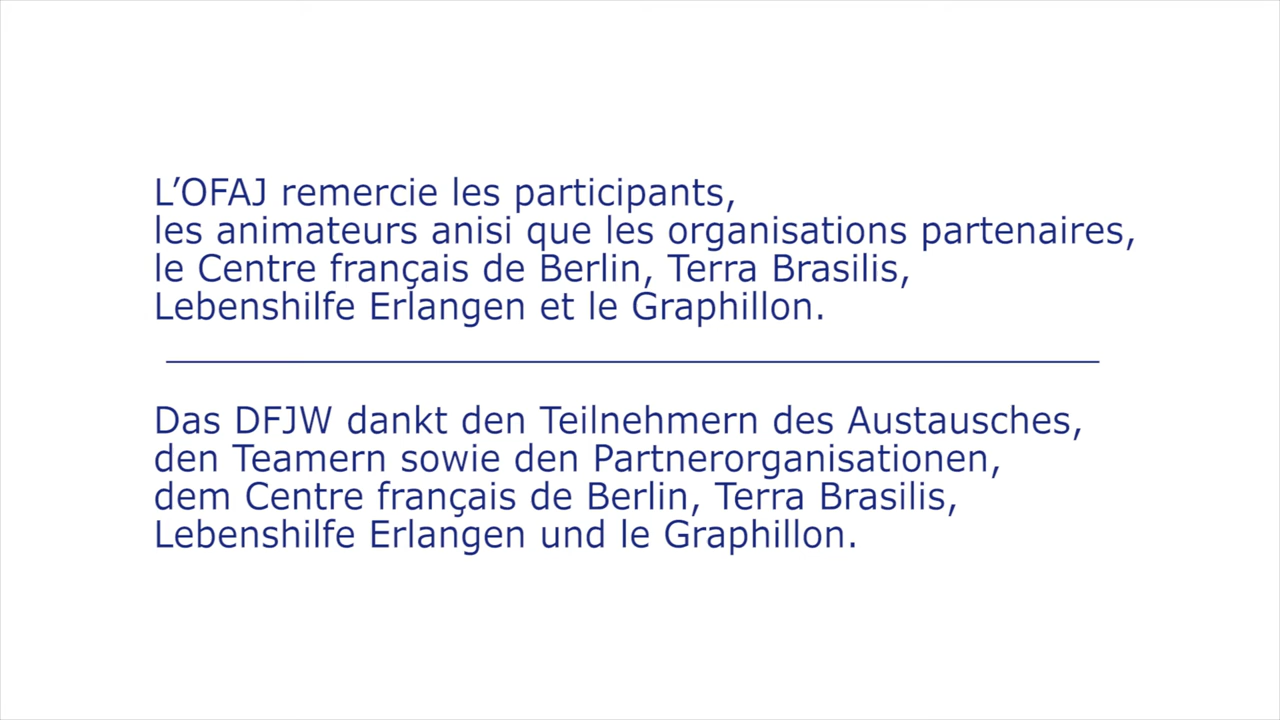 L’OFAJ remercie les participants,
les animateurs anisi que les organisations partenaires,
le Centre français de Berlin, Terra Brasilis,
Lebenshilfe Erlangen et le Graphillon.
Das DFJW dankt den Teilnehmern des Austausches,
den Teamern sowie den Partnerorganisationen,
dem Centre français de Berlin, Terra Brasilis,
Lebenshilfe Erlangen und le Graphillon.